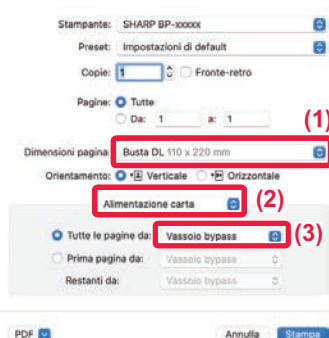 Stampante: SHARP BP-xxxxx
Preset: Impostazioni di default
Copie: 1 Fronte-retro
Pagine: Tutte
Da: 1 a: 1
(1)
Dimensioni pagina: Busta DL 110 x 220 mm
Orientamento: Verticale Orizzontale
Alimentazione carta (2)
Tutte le pagine da: Vassoio bypass (3)
Prima pagina da: Vassoio bypass
Restanti da: Vassoio bypass
PDF Annulla Stampa